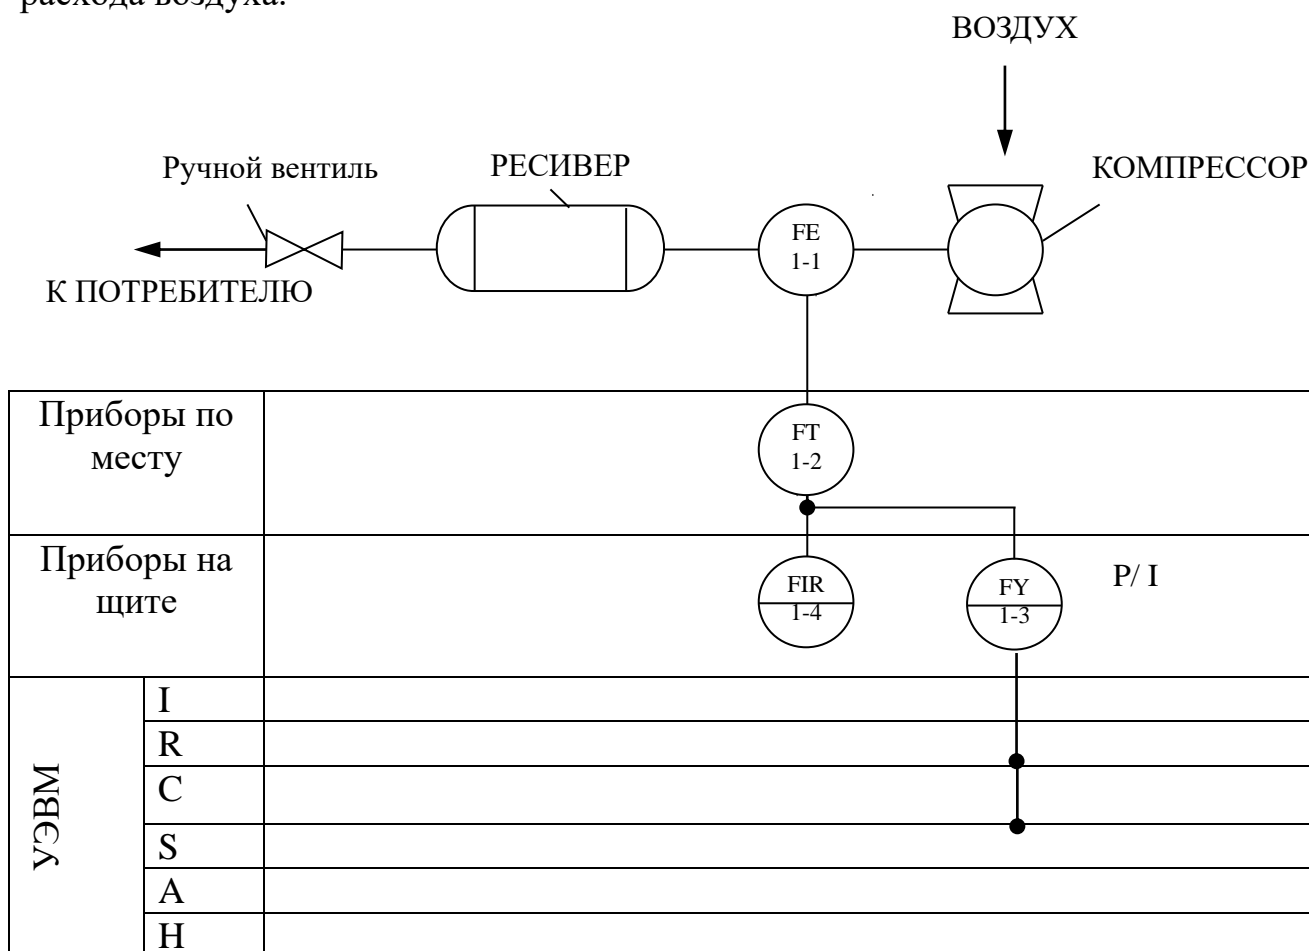 расхода воздуха.
ВОЗДУХ
Ручной вентиль
РЕСИВЕР
КОМПРЕССОР
FE
1-1
К ПОТРЕБИТЕЛЮ
Приборы по
месту
FT
1-2
Приборы на
щите
FIR
1-4
FY
1-3
P/ I
УЭВМ
I
R
C
S
A
H